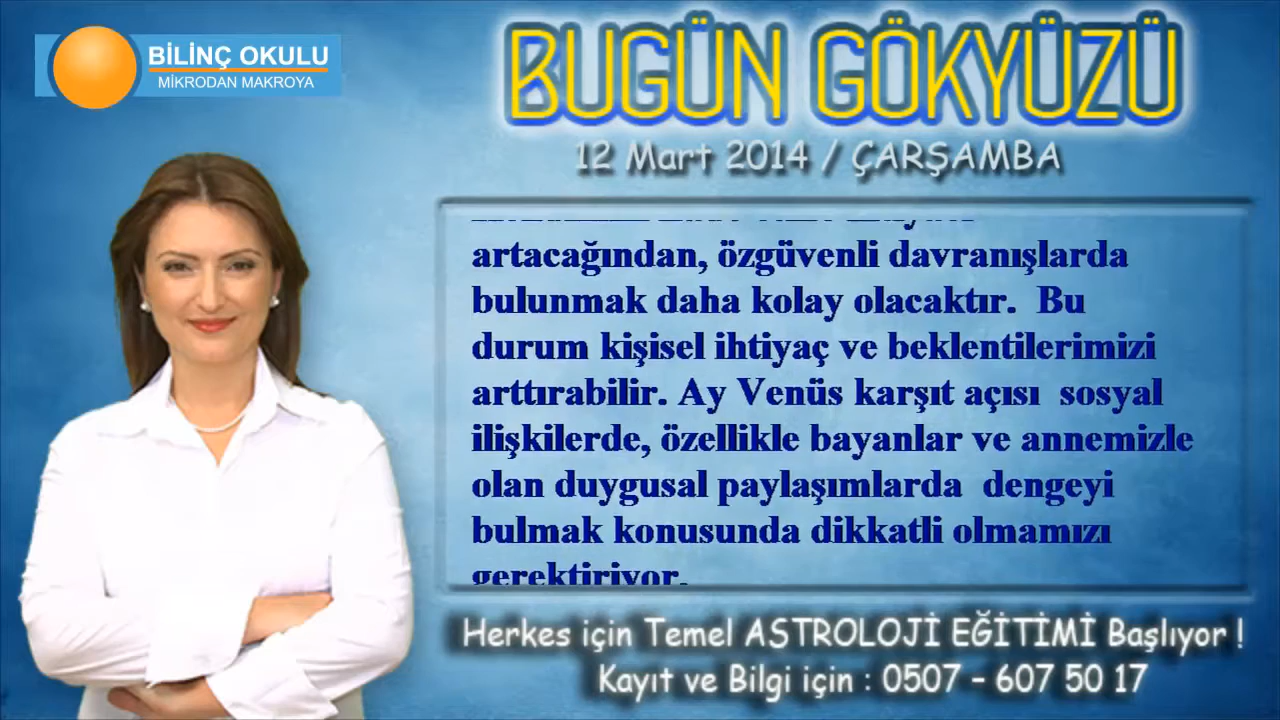 BİLİNÇ OKULU
MİKRODAN MAKROYA
BUGÜN GÖKYÜZÜ
12 Mart 2014 / ÇARŞAMBA
artacağından, özgüvenli davranışlarda
bulunmak daha kolay olacaktır. Bu
durum kişisel ihtiyaç ve beklentilerimizi
arttırabilir. Ay Venüs karşıt açısı sosyal
ilişkilerde, özellikle bayanlar ve annemizle
olan duygusal paylaşımlarda dengeyi
bulmak konusunda dikkatli olmamızı
gerektiriyor.
Herkes için Temel ASTROLOJİ EĞİTİMİ Başlıyor !
Kayıt ve Bilgi için : 0507 - 607 50 17